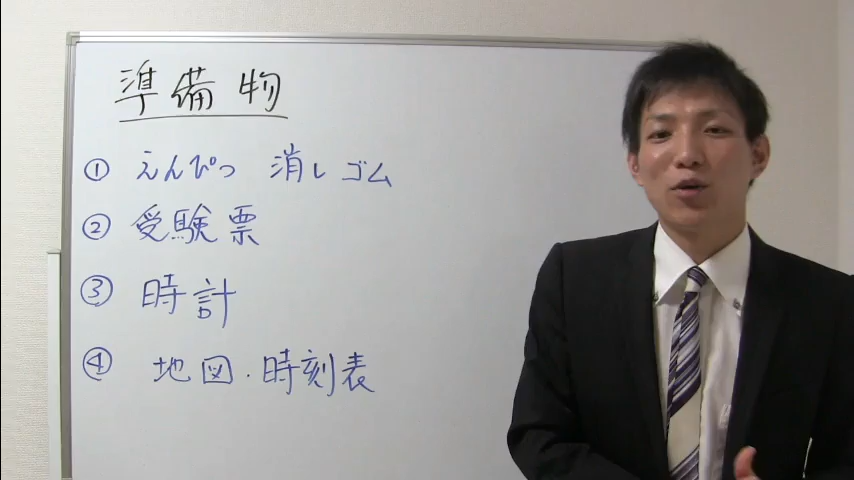 準備物
① えんぴつ 消しゴム
② 受験票
③ 時計
④ 地図・時刻表